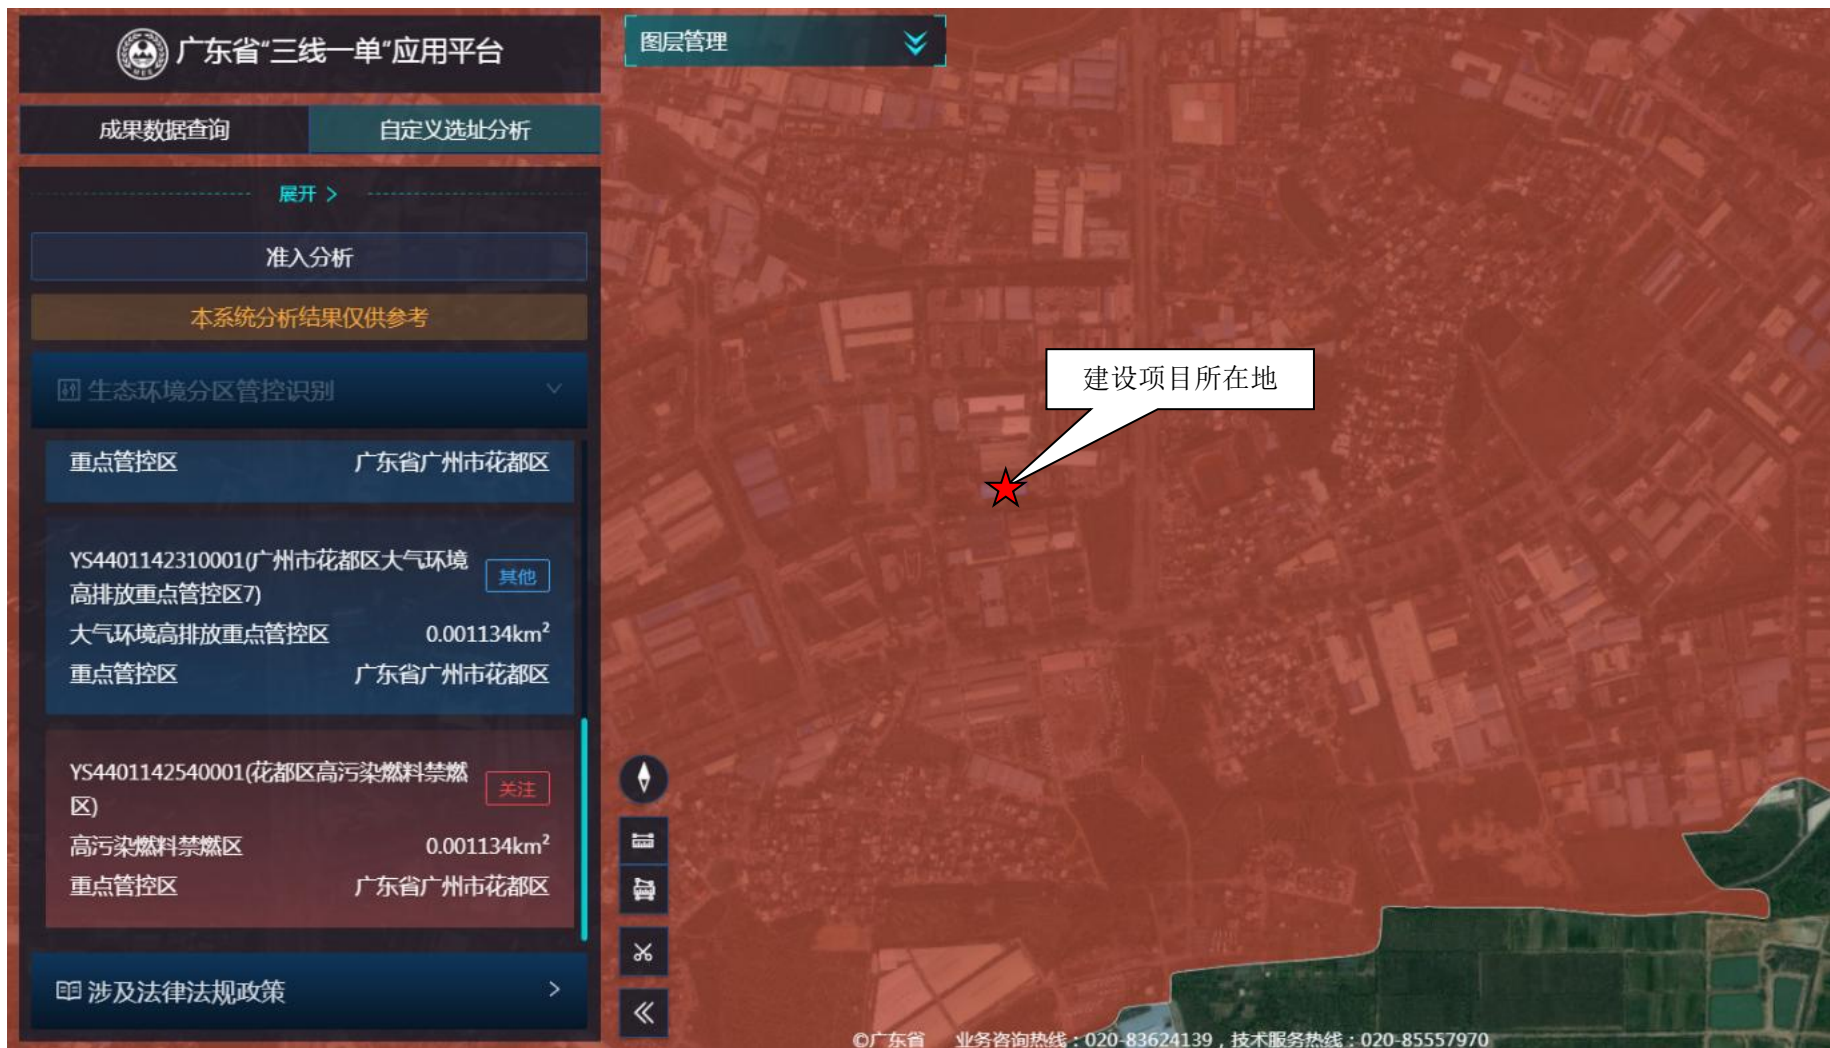 广东省“三线一单”应用平台
成果数据查询
自定义选址分析
展开 >
准入分析
本系统分析结果仅供参考
生态环境分区管控识别
重点管控区 广东省广州市花都区
YS4401142310001(广州市花都区大气环境
高排放重点管控区7)
其他
大气环境高排放重点管控区 0.001134km²
重点管控区 广东省广州市花都区
YS4401142540001(花都区高污染燃料禁燃
区)
关注
高污染燃料禁燃区 0.001134km²
重点管控区 广东省广州市花都区
涉及法律法规政策
图层管理
建设项目所在地
©广东省 业务咨询热线：020-83624139，技术服务热线：020-85557970